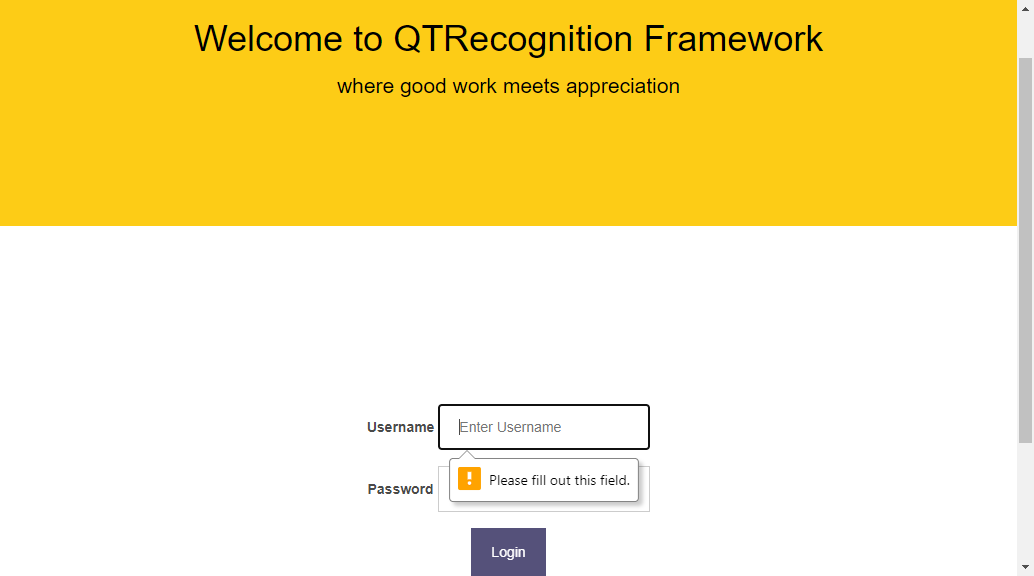 Welcome to QTRecognition Framework
where good work meets appreciation
Username Enter Username
Please fill out this field.
Password
Login